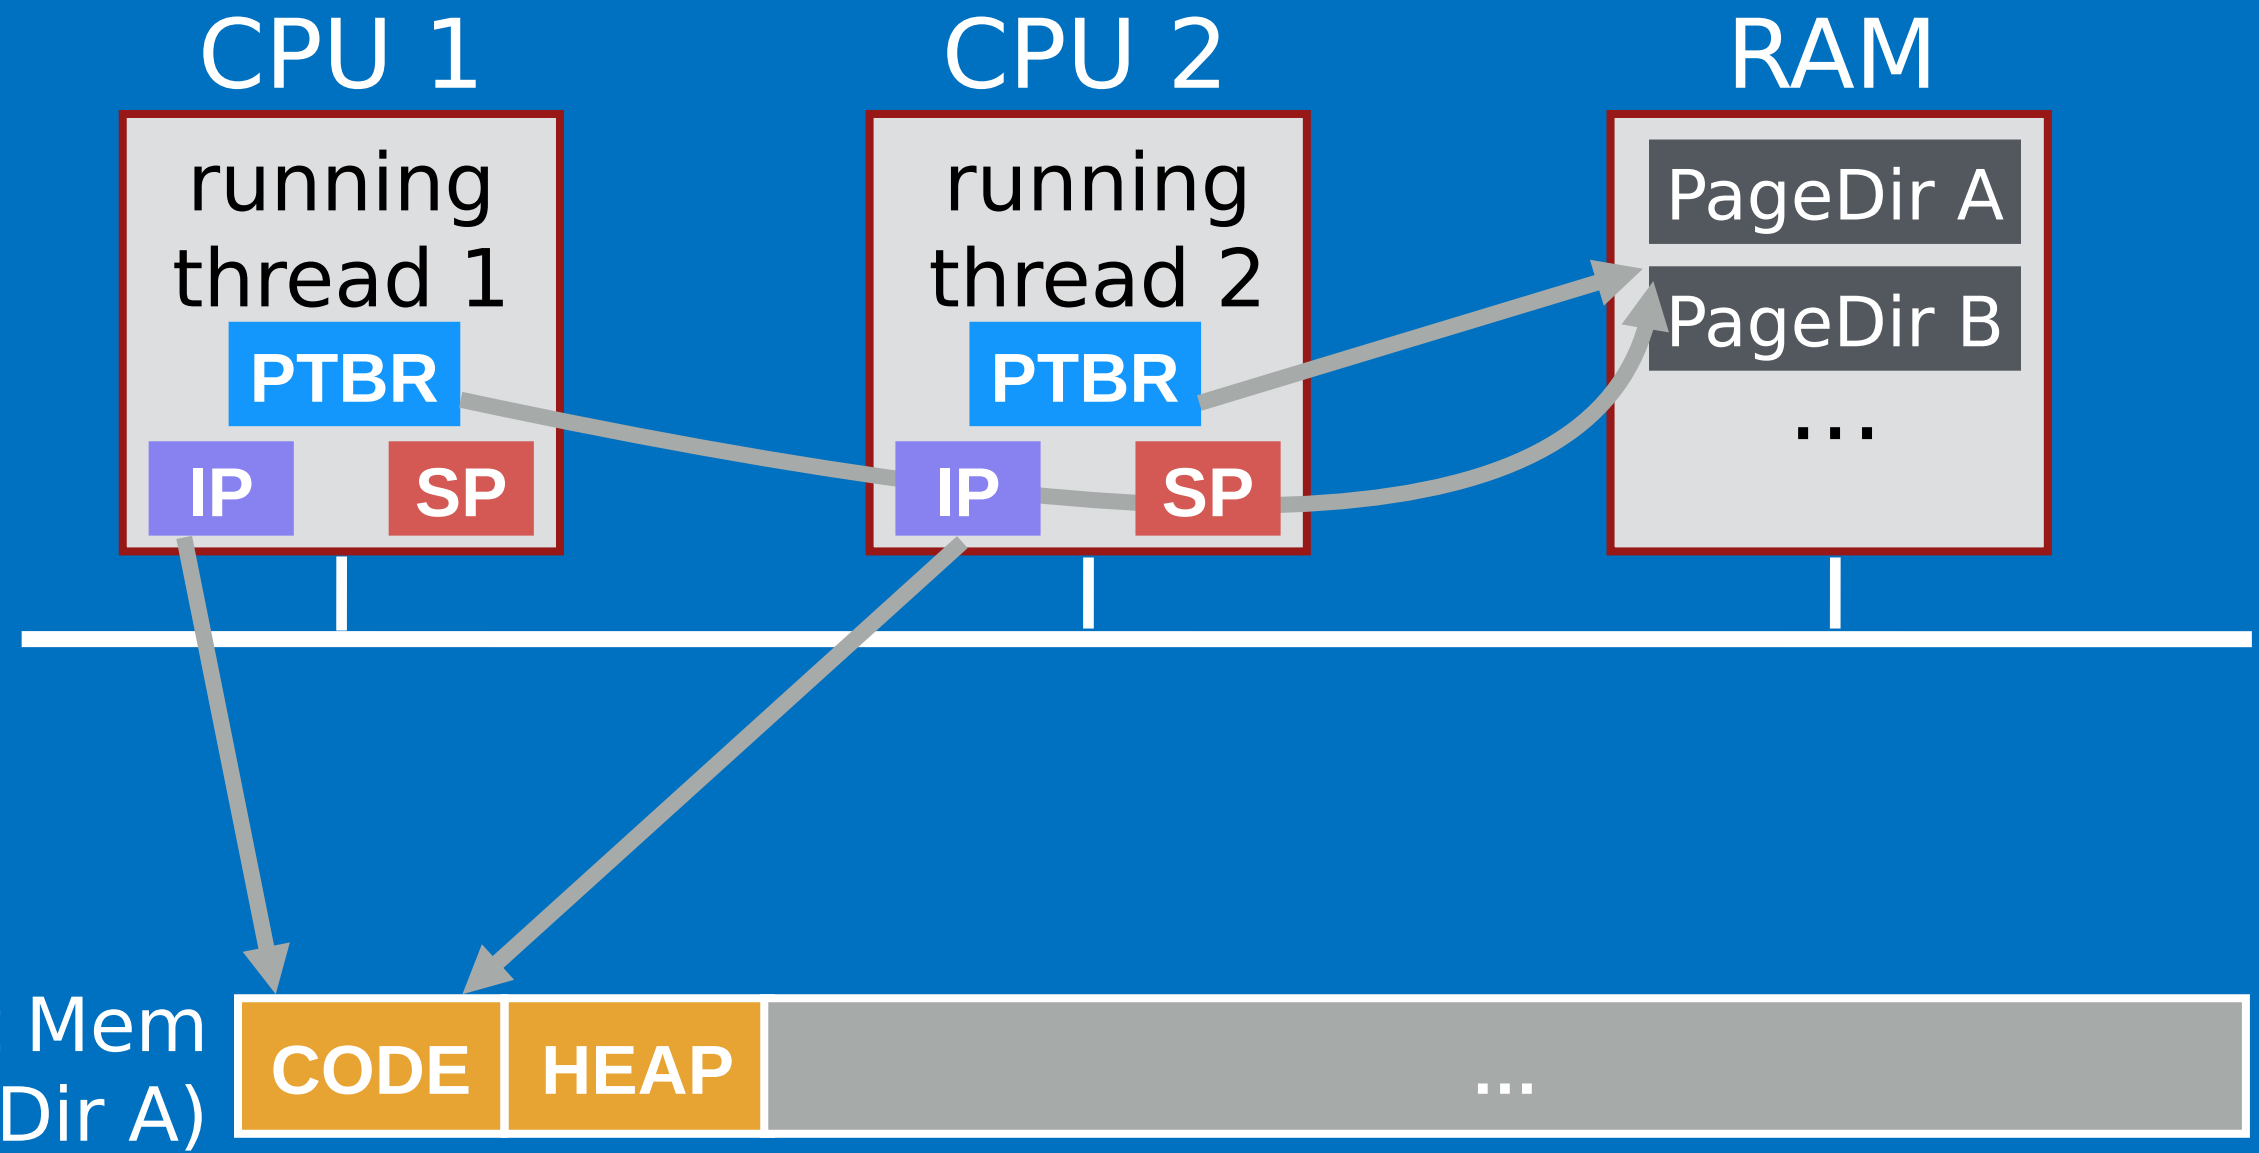 CPU 1
CPU 2
RAM
running
thread 1
PTBR
IP
SP
running
thread 2
PTBR
IP
SP
PageDir A
PageDir B
...
Mem
Dir A)
CODE
HEAP
...